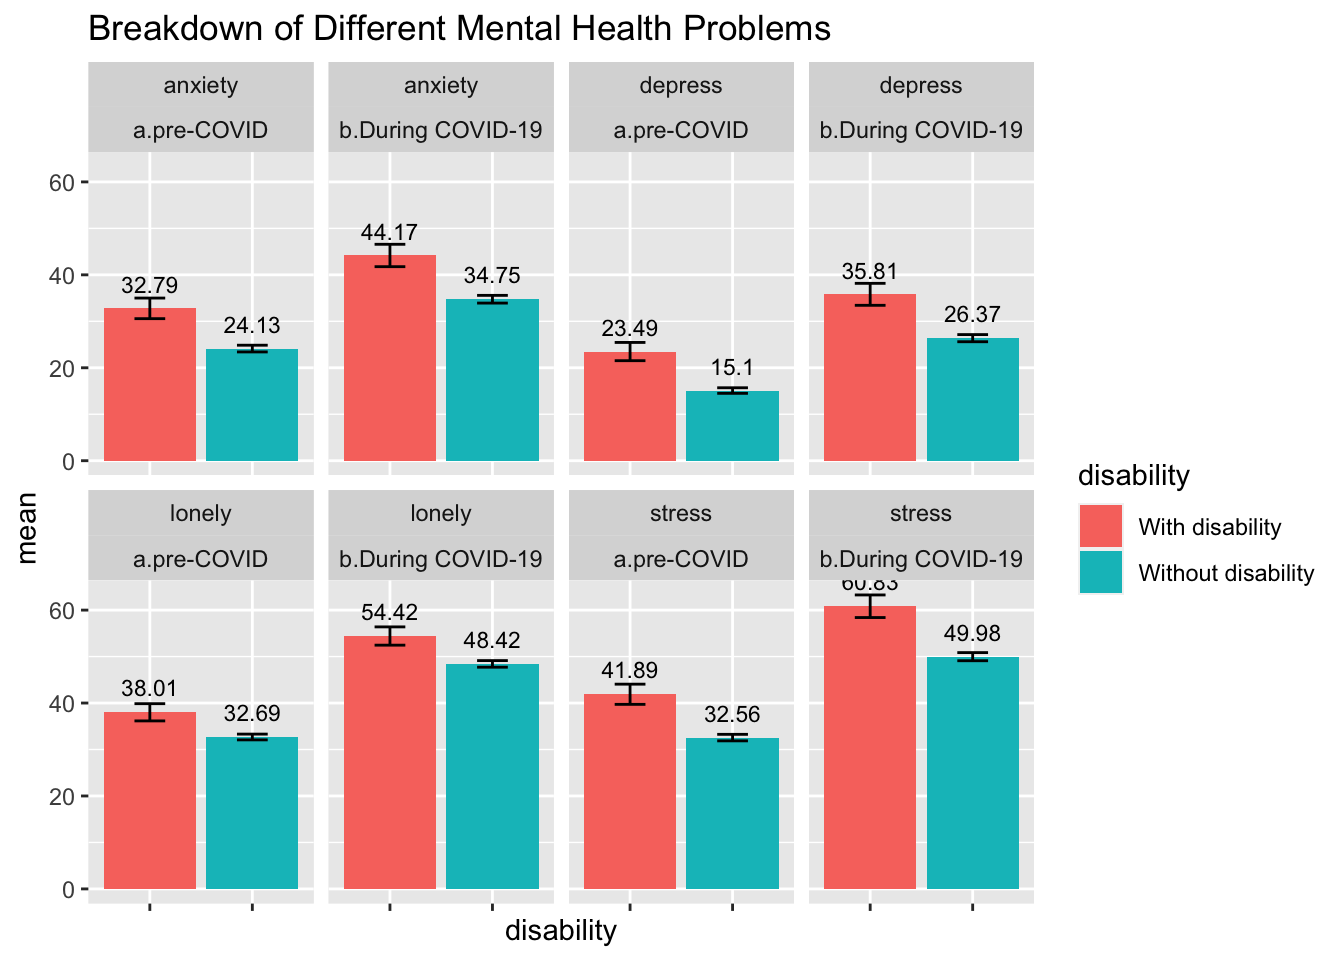 Breakdown of Different Mental Health Problems
anxiety
a.pre-COVID
anxiety
b.During COVID-19
depress
a.pre-COVID
depress
b.During COVID-19
60
40
20
0
32.79
24.13
44.17
34.75
23.49
15.1
35.81
26.37
mean
lonely
a.pre-COVID
lonely
b.During COVID-19
stress
a.pre-COVID
stress
b.During COVID-19
60
40
20
0
38.01
32.69
54.42
48.42
41.89
32.56
60.83
49.98
disability
disability
With disability
Without disability